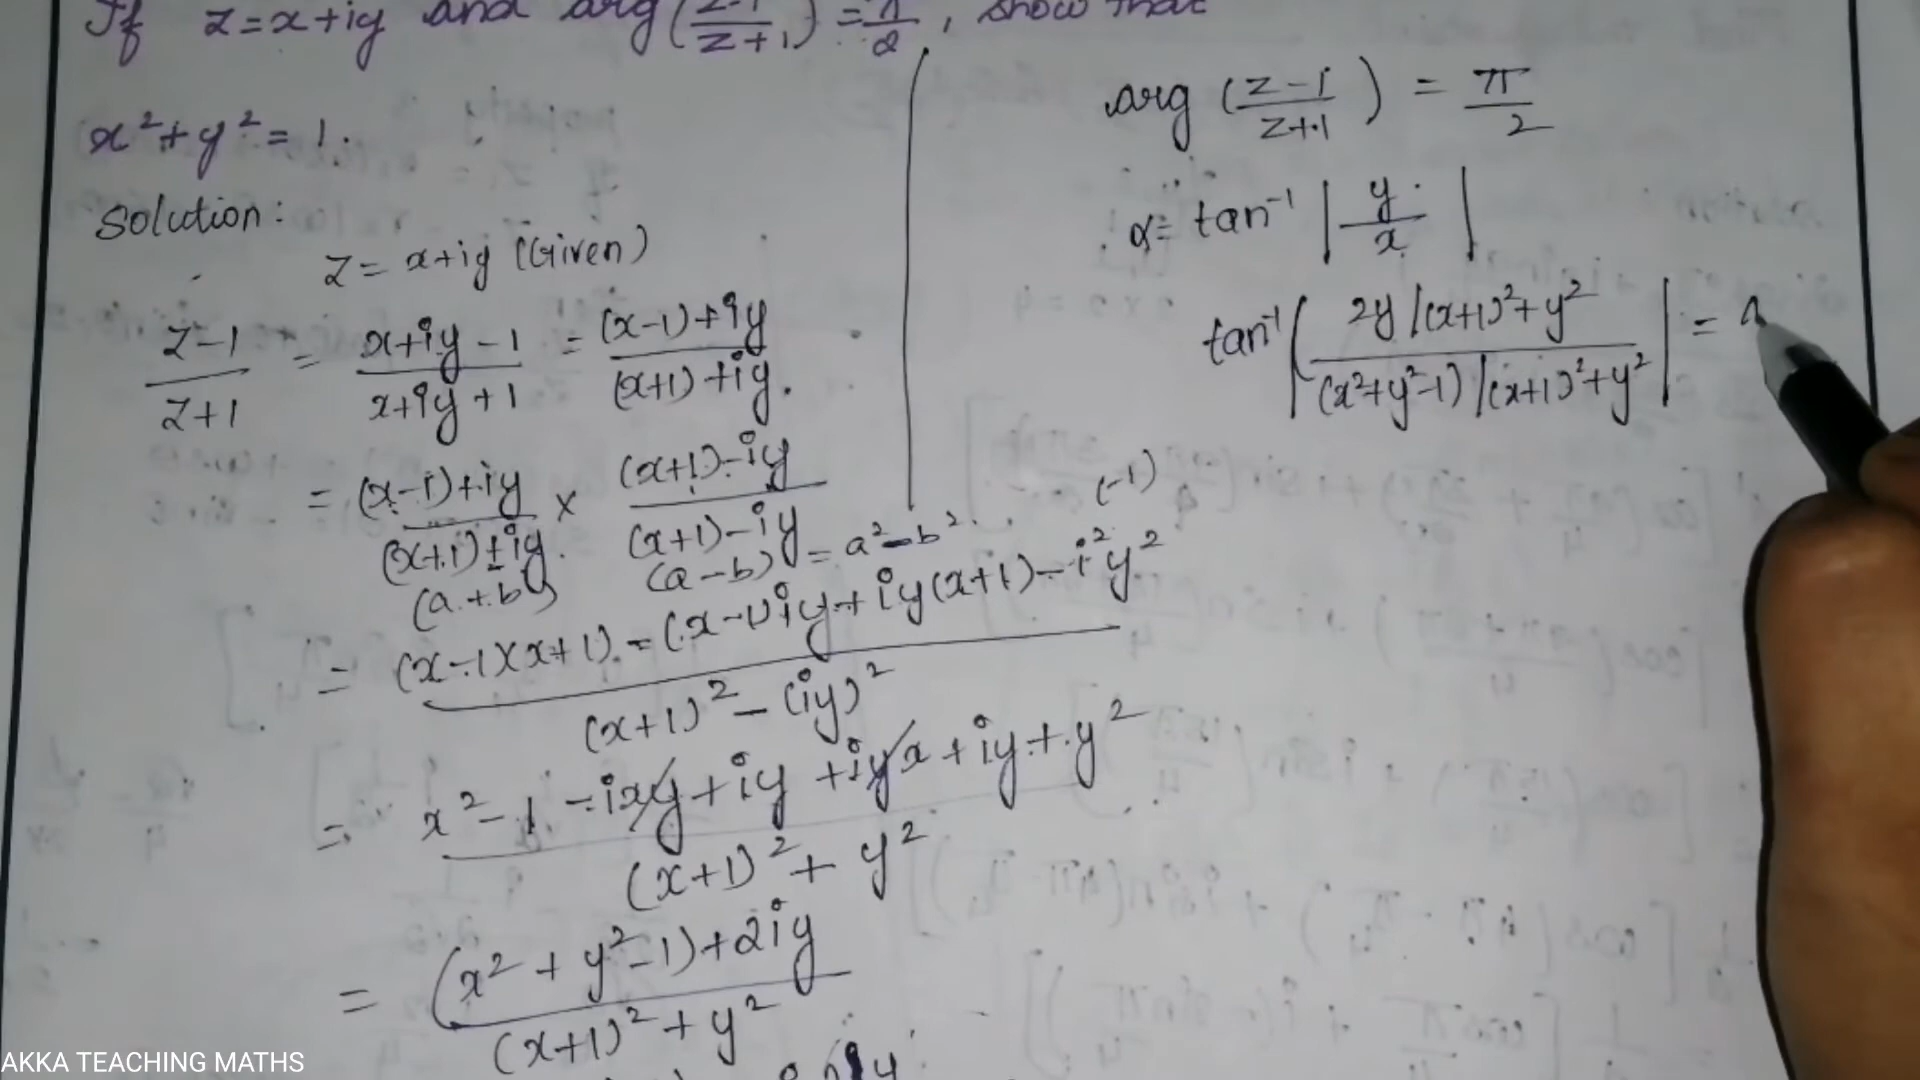 If z=x+iy and arg(z-1/z+1)=π/2, show that
x²+y²=1.
Solution:
z=x+iy (Given)
z-1/z+1 = x+iy-1/x+iy+1 = (x-1)+iy/(x+1)+iy.
= (x-1)+iy/(x+1)+iy × (x+1)-iy/(x+1)-iy
(a+b) (a-b) = a²-b²
(-1)
= (x-1)(x+1)-(x-1)iy+iy(x+1)-i²y²/(x+1)²-(iy)²
= x²-1-ixy+iy+iyx+iy+y²/(x+1)²+y²
= (x²+y²-1)+2iy/(x+1)²+y²
arg(z-1/z+1) = π/2
α= tan⁻¹|y/x|
tan⁻¹|2y/(x+1)²+y²/(x²+y²-1)/(x+1)²+y²| =
AKKA TEACHING MATHS